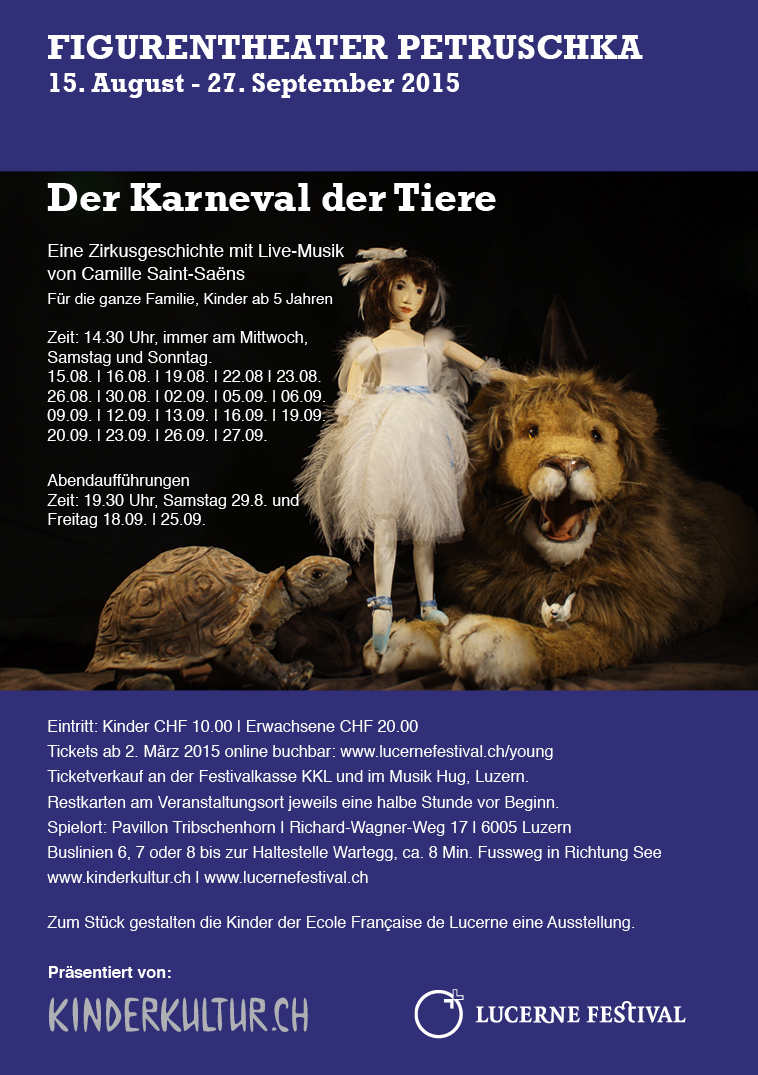 FIGURENTHEATER PETRUSCHKA
15. August - 27. September 2015
Der Karneval der Tiere
Eine Zirkusgeschichte mit Live-Musik
von Camille Saint-Saëns
Für die ganze Familie, Kinder ab 5 Jahren
Zeit: 14.30 Uhr, immer am Mittwoch,
Samstag und Sonntag.
15.08. I 16.08. I 19.08. I 22.08 I 23.08.
26.08. I 30.08. I 02.09. I 05.09. I 06.09.
09.09. I 12.09. I 13.09. I 16.09. I 19.09.
20.09. I 23.09. I 26.09. I 27.09.
Abendaufführungen
Zeit: 19.30 Uhr, Samstag 29.8. und
Freitag 18.09. I 25.09.
Eintritt: Kinder CHF 10.00 I Erwachsene CHF 20.00
Tickets ab 2. März 2015 online buchbar: www.lucernefestival.ch/young
Ticketverkauf an der Festivalkasse KKL und im Musik Hug, Luzern.
Restkarten am Veranstaltungsort jeweils eine halbe Stunde vor Beginn.
Spielort: Pavillon Tribschenhorn I Richard-Wagner-Weg 17 I 6005 Luzern
Buslinien 6, 7 oder 8 bis zur Haltestelle Wartegg, ca. 8 Min. Fussweg in Richtung See
www.kinderkultur.ch I www.lucernefestival.ch
Zum Stück gestalten die Kinder der Ecole Française de Lucerne eine Ausstellung.
Präsentiert von:
KINDERKULTUR.CH
LUCERNE FESTIVAL